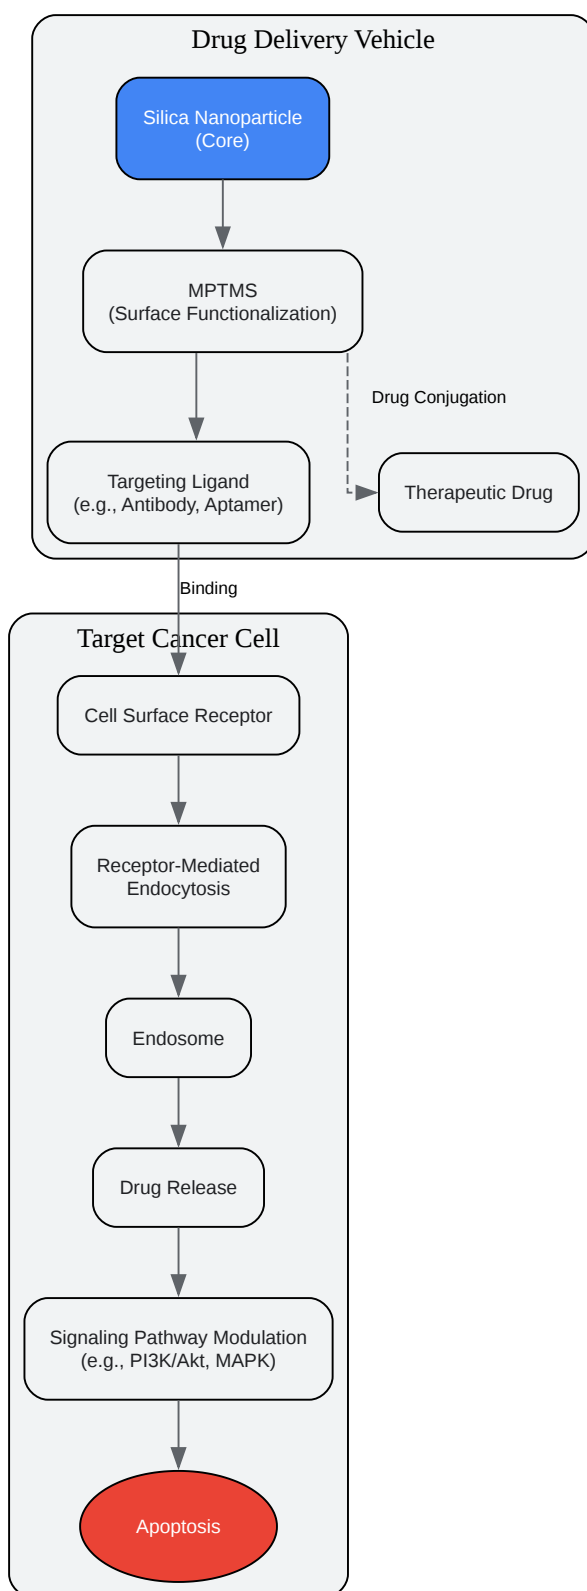 Drug Delivery Vehicle
Silica Nanoparticle
(Core)
MPTMS
(Surface Functionalization)
Drug Conjugation
Targeting Ligand
(e.g., Antibody, Aptamer)
Therapeutic Drug
Binding
Target Cancer Cell
Cell Surface Receptor
Receptor-Mediated
Endocytosis
Endosome
Drug Release
Signaling Pathway Modulation
(e.g., PI3K/Akt, MAPK)
Apoptosis